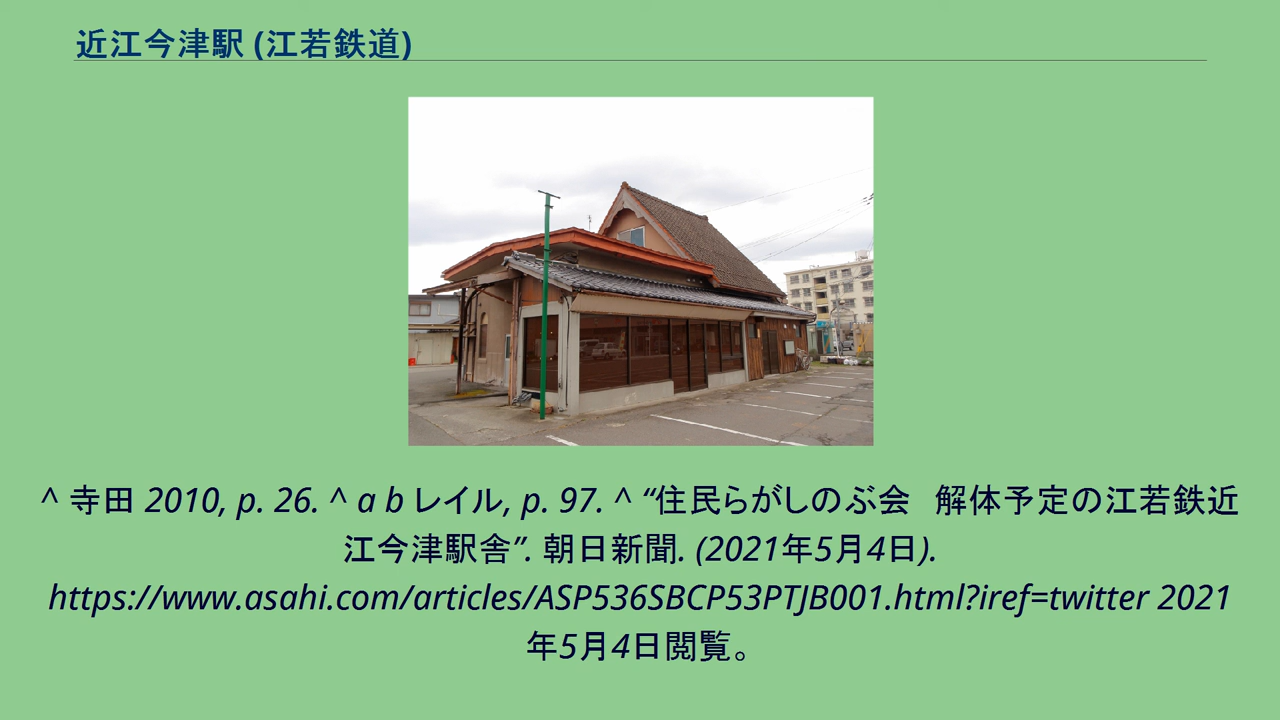 近江今津駅 (江若鉄道)
^ 寺田 2010, p. 26. ^ a b レイル, p. 97. ^ “住民らがしのぶ会　解体予定の江若鉄近
江今津駅舎”. 朝日新聞. (2021年5月4日).
https://www.asahi.com/articles/ASP536SBCP53PTJB001.html?iref=twitter 2021
年5月4日閲覧。